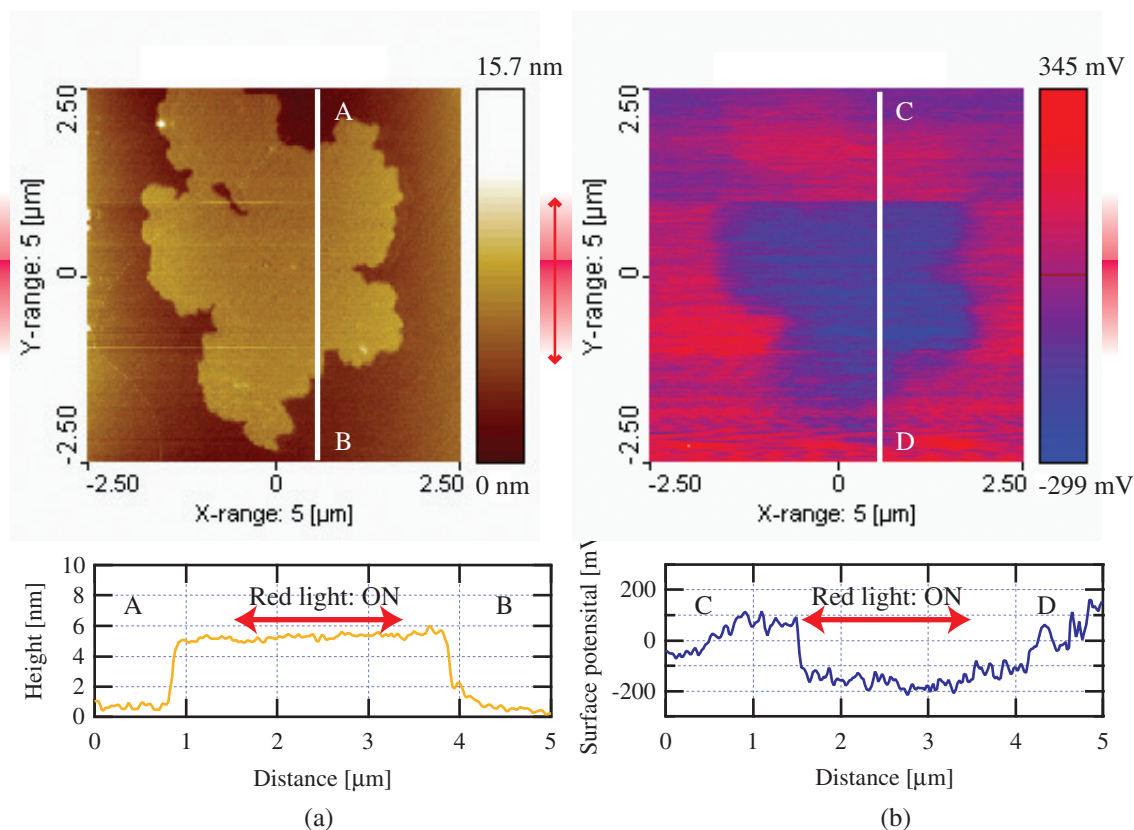 15.7 nm
345 mV
2.50
A
2.50
C
Y-range: 5 [µm]
0
Y-range: 5 [µm]
0
-2.50
B
-2.50
D
0 nm
-299 mV
-2.50 0 2.50
-2.50 0 2.50
X-range: 5 [µm]
X-range: 5 [µm]
Height [nm]
10
8
6
4
2
0
A
Red light: ON
B
0 1 2 3 4 5
Distance [µm]
(a)
Surface potensital [mV
200
0
-200
C
Red light: ON
D
0 1 2 3 4 5
Distance [µm]
(b)